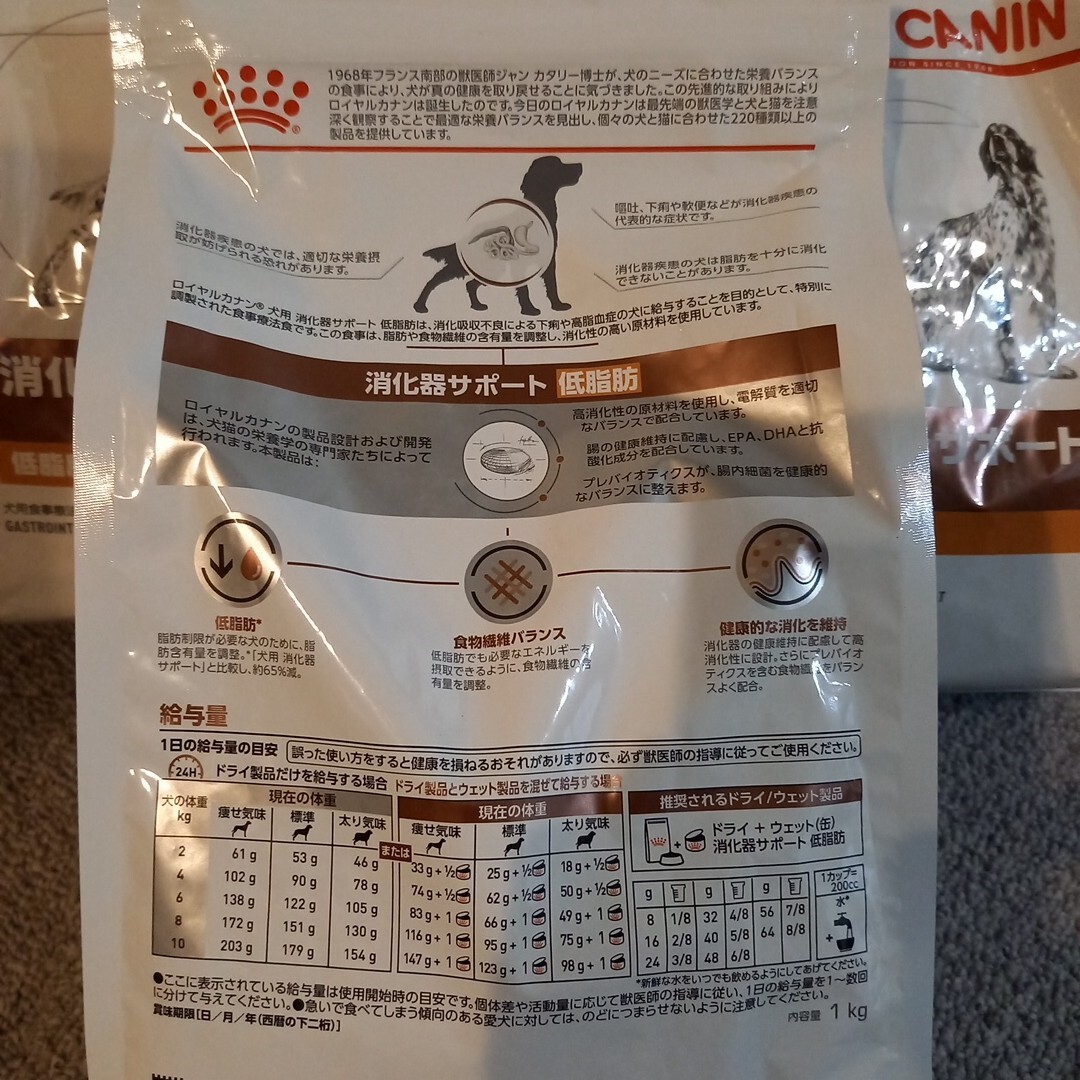 CANIN
ION SINCE 1968
1968年フランス南部の獣医師ジャン カタリー博士が、犬のニーズに合わせた栄養バランス
の食事により、犬が真の健康を取り戻せることに気づきました。この先進的な取り組みにより
ロイヤルカナンは誕生したのです。今日のロイヤルカナンは最先端の獣医学と犬と猫を注意
深く観察することで最適な栄養バランスを見出し、個々の犬と猫に合わせた220種類以上の
製品を提供しています。
消化器疾患の犬では、適切な栄養摂
取が妨げられる恐れがあります。
嘔吐、下痢や軟便などが消化器疾患の
代表的な症状です。
消化器疾患の犬は脂肪を十分に消化
できないことがあります。
ロイヤルカナン® 犬用 消化器サポート 低脂肪は、消化吸収不良による下痢や高脂血症の犬に給与することを目的として、特別に
調製された食事療法食です。この食事は、脂肪や食物繊維の含有量を調整し、消化性の高い原材料を使用しています。
消化器サポート 低脂肪
ロイヤルカナンの製品設計および開発
は、犬猫の栄養学の専門家たちによって
行われます。本製品は:
高消化性の原材料を使用し、電解質を適切
なバランスで配合しています。
腸の健康維持に配慮し、EPA、DHAと抗
酸化成分を配合しています。
プレバイオティクスが、腸内細菌を健康的
なバランスに整えます。
低脂肪*
脂肪制限が必要な犬のために、脂
肪含有量を調整。*「犬用 消化器
サポート」と比較し、約65%減。
食物繊維バランス
低脂肪でも必要なエネルギーを
摂取できるように、食物繊維の含
有量を調整。
健康的な消化を維持
消化器の健康維持に配慮して高
消化性に設計。さらにプレバイオ
ティクスを含む食物繊維をバラン
スよく配合。
給与量
1日の給与量の目安 誤った使い方をすると健康を損ねるおそれがありますので、必ず獣医師の指導に従ってご使用ください。
24H ドライ製品だけを給与する場合 ドライ製品とウェット製品を混ぜて給与する場合
犬の体重 kg 現在の体重 現在の体重
痩せ気味 標準 太り気味 または 痩せ気味 標準 太り気味
2 61 g 53 g 46 g 33 g + ½ 25 g + ½ 18 g + ½
4 102 g 90 g 78 g 74 g + ½ 62 g + ½ 50 g + ½
6 138 g 122 g 105 g 83 g + 1 66 g + 1 49 g + 1
8 172 g 151 g 130 g 116 g + 1 95 g + 1 75 g + 1
10 203 g 179 g 154 g 147 g + 1 123 g + 1 98 g + 1
推奨されるドライ/ウェット製品
ドライ + ウェット(缶)
消化器サポート 低脂肪
g g g 1カップ=
200cc
8 1/8 32 4/8 56 7/8
16 2/8 40 5/8 64 8/8
24 3/8 48 6/8
水*
+
*新鮮な水をいつでも飲めるようにしてあげてください。
●ここに表示されている給与量は使用開始時の目安です。個体差や活動量に応じて獣医師の指導に従い、1日の給与量を1〜数回
に分けて与えてください。●急いで食べてしまう傾向のある愛犬に対しては、のどにつまらせないように注意してください。
賞味期限[日/月/年(西暦の下二桁)]
内容量 1 kg
消化
低脂
犬用食事療
GASTROINT
サポート